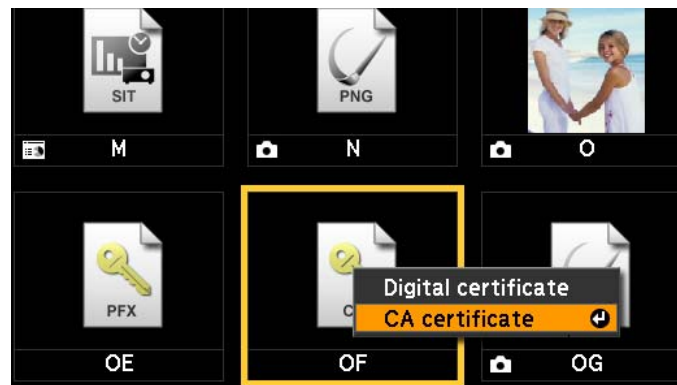 SIT
PNG
M
N
O
Digital certificate
CA certificate
PFX
OE
OF
OG